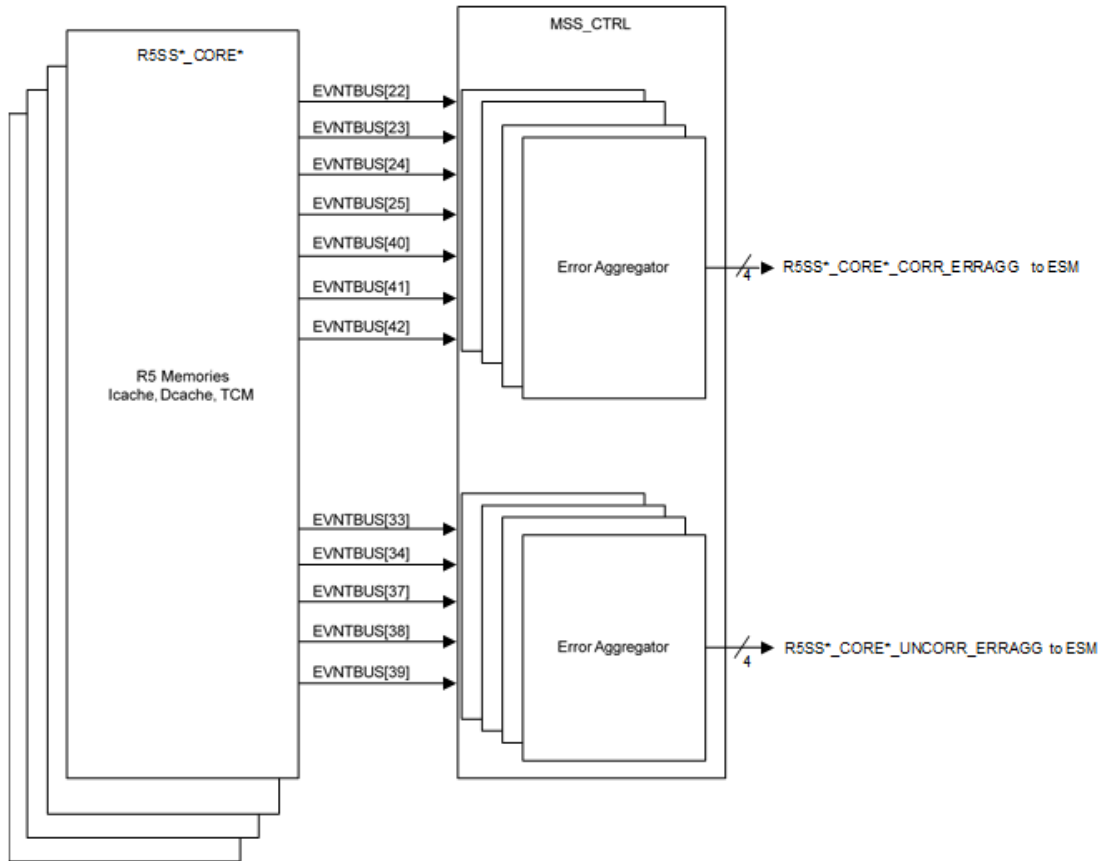 MSS_CTRL
R5SS*_CORE*
EVNTBUS[22]
EVNTBUS[23]
EVNTBUS[24]
EVNTBUS[25]
EVNTBUS[40]
EVNTBUS[41]
EVNTBUS[42]
Error Aggregator
4
R5SS*_CORE*_CORR_ERRAGG to ESM
R5 Memories
Icache, Dcache, TCM
EVNTBUS[33]
EVNTBUS[34]
EVNTBUS[37]
EVNTBUS[38]
EVNTBUS[39]
Error Aggregator
4
R5SS*_CORE*_UNCORR_ERRAGG to ESM